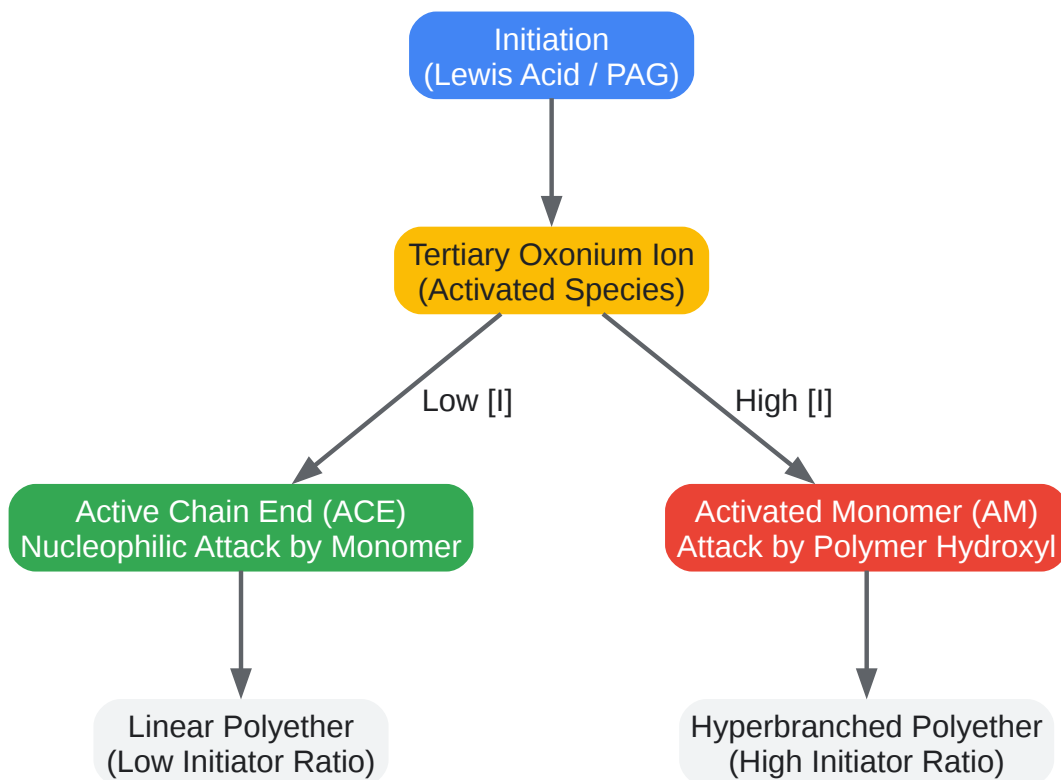 Initiation
(Lewis Acid / PAG)
Tertiary Oxonium Ion
(Activated Species)
Low [I]
High [I]
Active Chain End (ACE)
Nucleophilic Attack by Monomer
Activated Monomer (AM)
Attack by Polymer Hydroxyl
Linear Polyether
(Low Initiator Ratio)
Hyperbranched Polyether
(High Initiator Ratio)